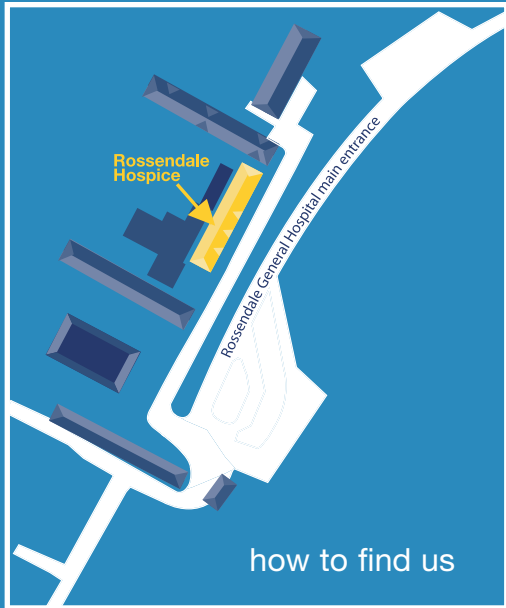 Rossendale
Hospice
Rossendale General Hospital main entrance
how to find us